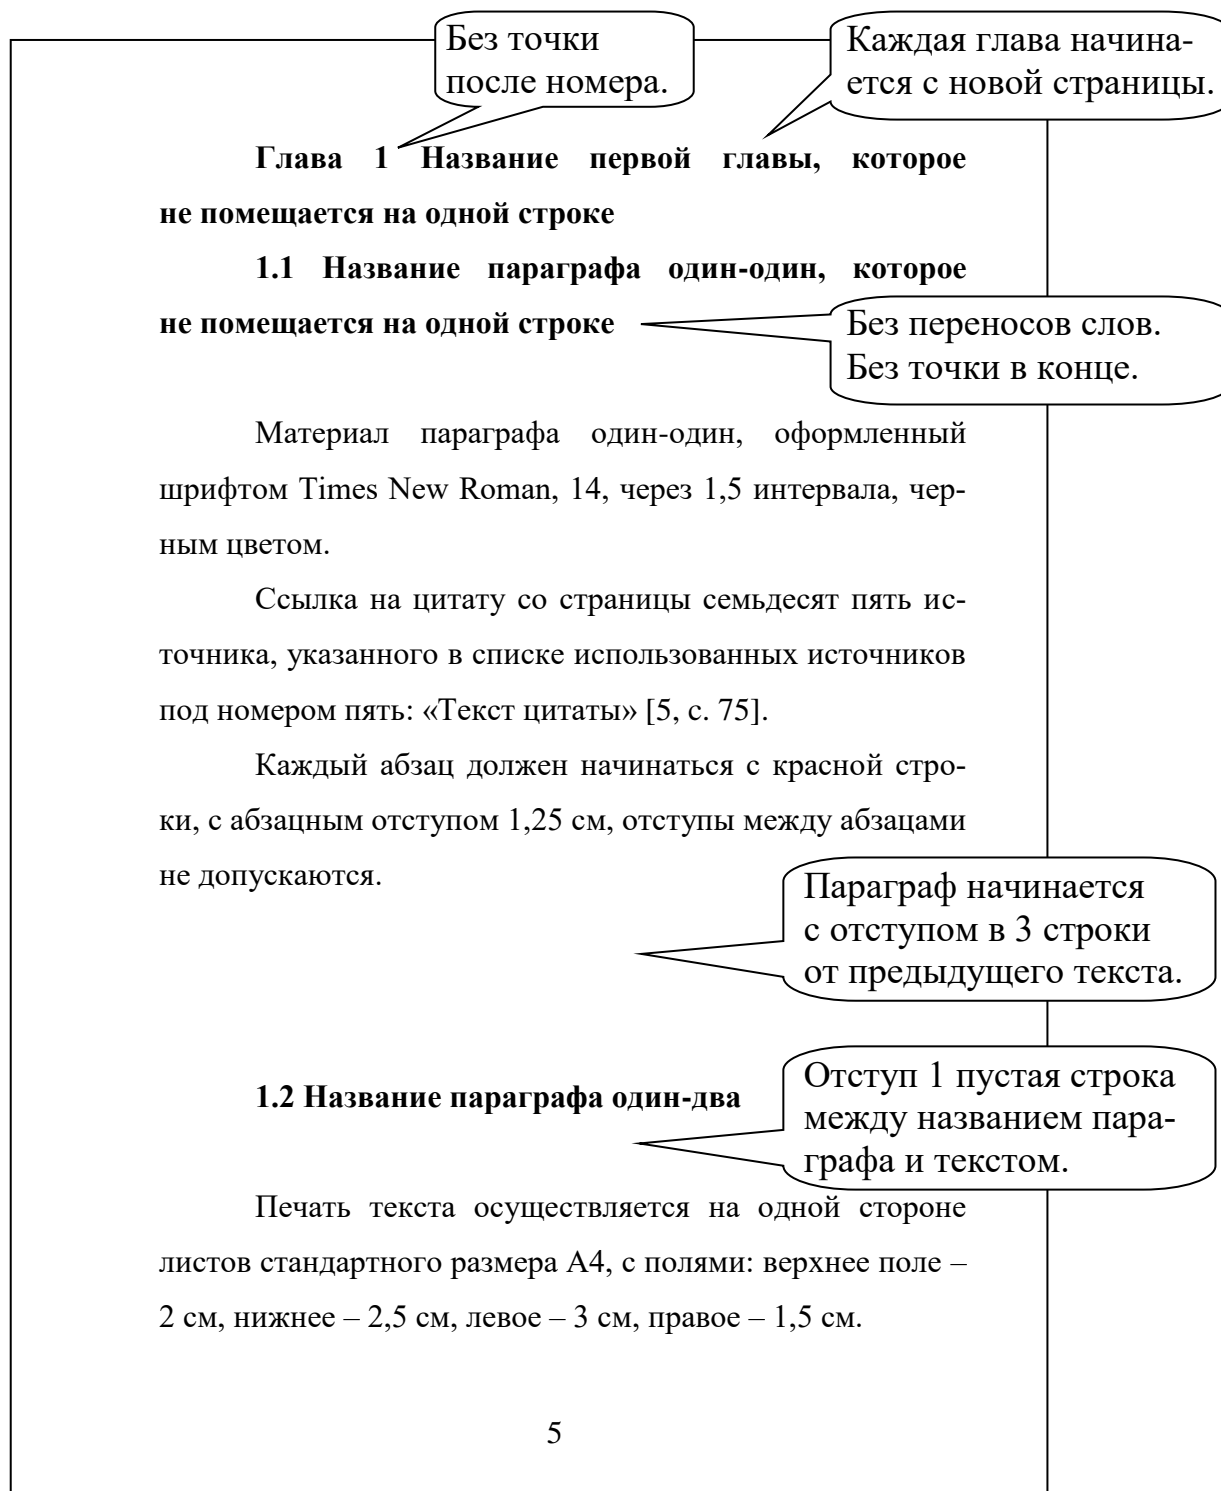 Без точки
после номера.
Каждая глава начина-
ется с новой страницы.
Глава 1 Название первой главы, которое
не помещается на одной строке
1.1 Название параграфа один-один, которое
не помещается на одной строке
Без переносов слов.
Без точки в конце.
Материал параграфа один-один, оформленный
шрифтом Times New Roman, 14, через 1,5 интервала, чер-
ным цветом.
Ссылка на цитату со страницы семьдесят пять ис-
точника, указанного в списке использованных источников
под номером пять: «Текст цитаты» [5, с. 75].
Каждый абзац должен начинаться с красной стро-
ки, с абзацным отступом 1,25 см, отступы между абзацами
не допускаются.
Параграф начинается
с отступом в 3 строки
от предыдущего текста.
1.2 Название параграфа один-два
Отступ 1 пустая строка
между названием пара-
графа и текстом.
Печать текста осуществляется на одной стороне
листов стандартного размера А4, с полями: верхнее поле –
2 см, нижнее – 2,5 см, левое – 3 см, правое – 1,5 см.
5